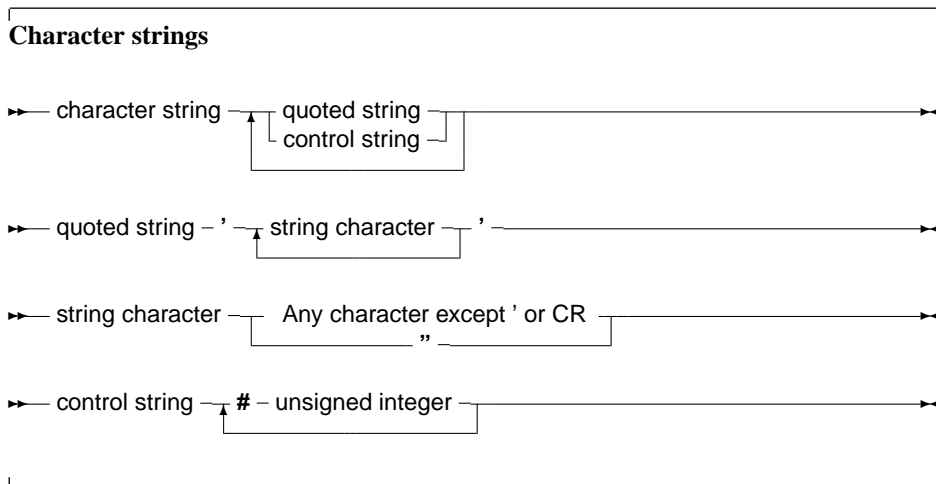 Character strings
character string quoted string
control string
quoted string ’ string character ’
string character Any character except ’ or CR
”
control string # unsigned integer